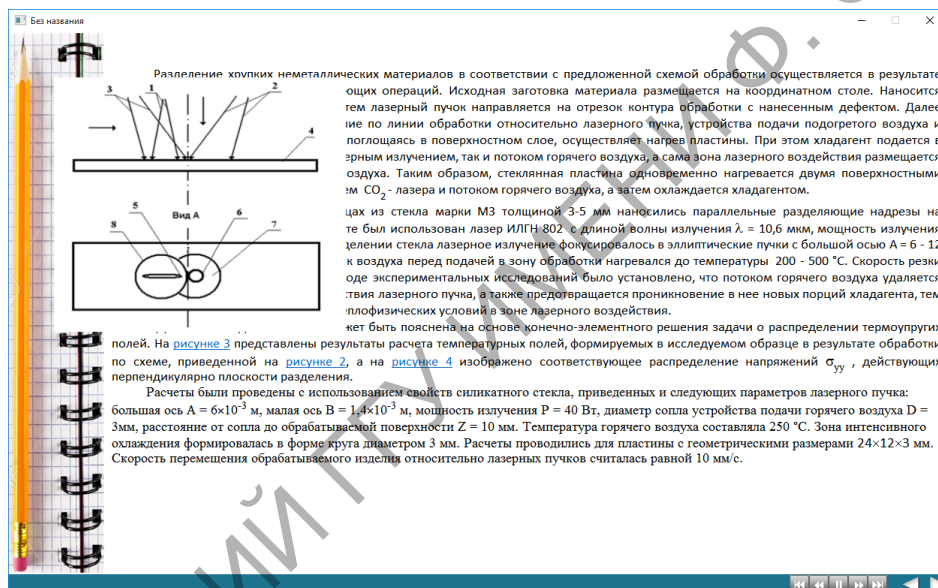 Без названия
Разделение хрупких неметаллических материалов в соответствии с предложенной схемой обработки осуществляется в результате
ющих операций. Исходная заготовка материала размещается на координатном столе. Наносится
тем лазерный пучок направляется на отрезок контура обработки с нанесенным дефектом. Далее
ие по линии обработки относительно лазерного пучка, устройства подачи подогретого воздуха и
поглощаясь в поверхностном слое, осуществляет нагрев пластины. При этом хладагент подается в
ерным излучением, так и потоком горячего воздуха, а сама зона лазерного воздействия размещается
оздуха. Таким образом, стеклянная пластина одновременно нагревается двумя поверхностными
ем CO2 - лазера и потоком горячего воздуха, а затем охлаждается хладагентом.
цах из стекла марки М3 толщиной 3-5 мм наносились параллельные разделяющие надрезы на
те был использован лазер ИЛГН 802 с длиной волны излучения λ = 10,6 мкм, мощность излучения
делении стекла лазерное излучение фокусировалось в эллиптические пучки с большой осью А = 6 - 12
к воздуха перед подачей в зону обработки нагревался до температуры 200 - 500 °С. Скорость резки
оде экспериментальных исследований было установлено, что потоком горячего воздуха удаляется
твия лазерного пучка, а также предотвращается проникновение в нее новых порций хладагента, тем
еплофизических условий в зоне лазерного воздействия.
жет быть пояснена на основе конечно-элементного решения задачи о распределении термоупругих
полей. На рисунке 3 представлены результаты расчета температурных полей, формируемых в исследуемом образце в результате обработки
по схеме, приведенной на рисунке 2, а на рисунке 4 изображено соответствующее распределение напряжений σyy , действующих
перпендикулярно плоскости разделения.
Расчеты были проведены с использованием свойств силикатного стекла, приведенных и следующих параметров лазерного пучка:
большая ось А = 6×10-3 м, малая ось В = 1,4×10-3 м, мощность излучения Р = 40 Вт, диаметр сопла устройства подачи горячего воздуха D =
3мм, расстояние от сопла до обрабатываемой поверхности Z = 10 мм. Температура горячего воздуха составляла 250 °С. Зона интенсивного
охлаждения формировалась в форме круга диаметром 3 мм. Расчеты проводились для пластины с геометрическими размерами 24×12×3 мм.
Скорость перемещения обрабатываемого изделия относительно лазерных пучков считалась равной 10 мм/с.
3 1 2
4
5 Вид А 6
8 7
ИЙ ГГУ ИМЕНИ Ф.